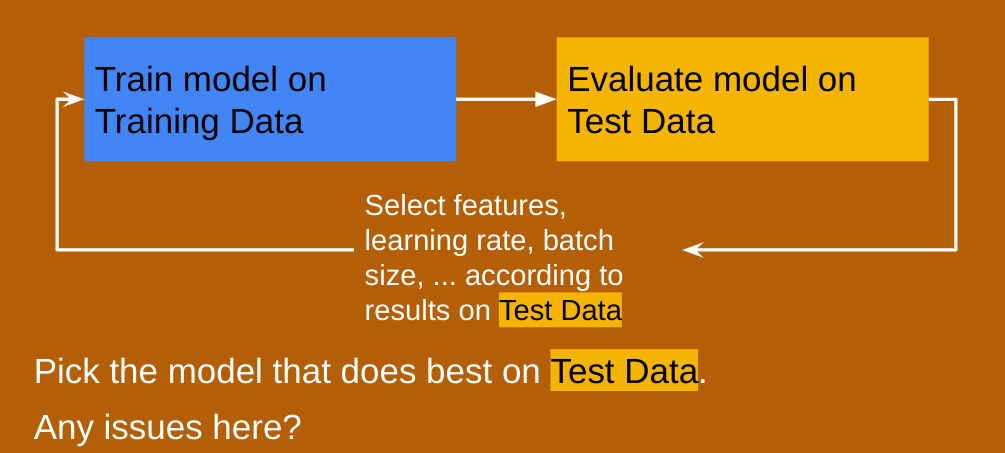 Train model on
Training Data
Evaluate model on
Test Data
Select features,
learning rate, batch
size, ... according to
results on Test Data
Pick the model that does best on Test Data.
Any issues here?